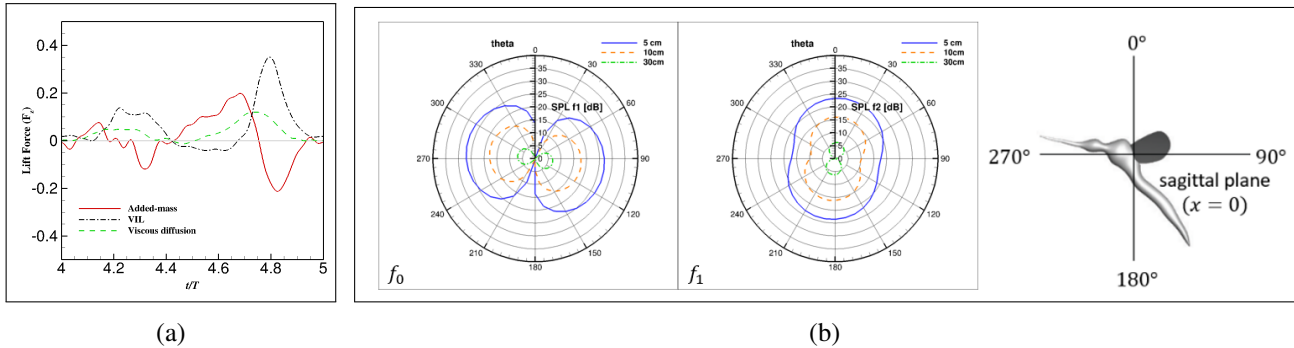 0.4
0.2
0
-0.2
-0.4
Lift Force (F
Added-mass
VIL
Viscous diffusion
4
4.2
4.4
4.6
4.8
5
t/T
(a)
theta
0
30
60
90
120
150
180
210
240
270
300
330
5 cm
10cm
30cm
35
30
25
20
15
10
5
0
SPL f1 [dB]
f₀
theta
0
30
60
90
120
150
180
210
240
270
300
330
5 cm
10cm
30cm
35
30
25
20
15
10
5
0
SPL f2 [dB]
f₁
0°
270°
90°
sagittal plane
(x = 0)
180°
(b)